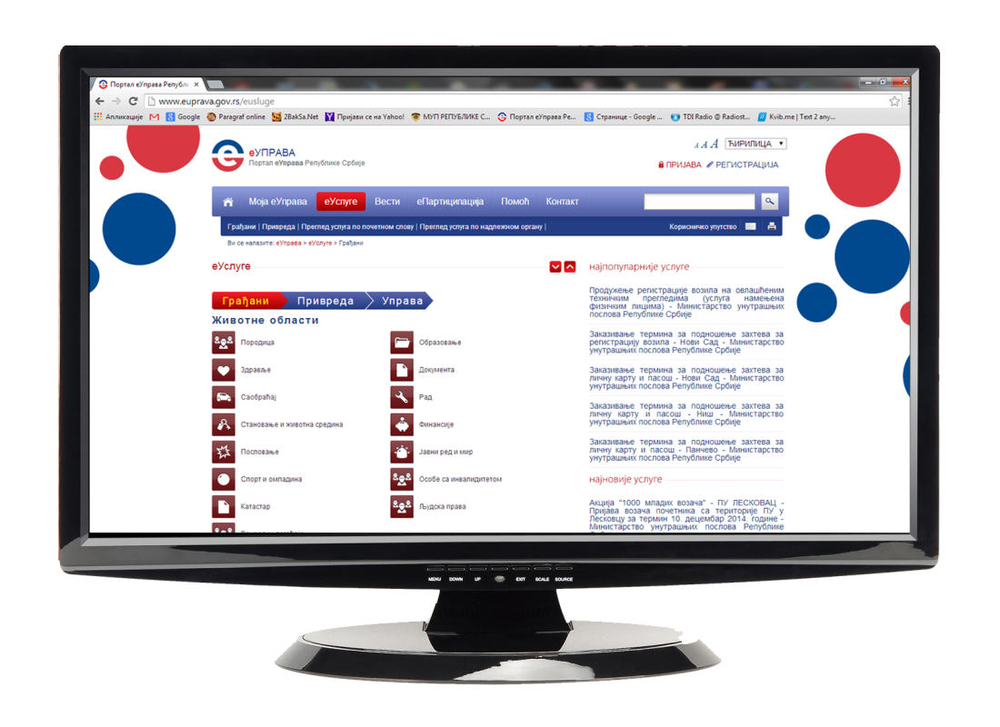 Портал еУправа Републи
www.euprava.gov.rs/eusluge
Апликације Google Paragraf online 2BakSa.Net Пријави се на Yahoo! МУП РЕПУБЛИКЕ С... Портал еУправа Ре... Странице - Google ... TDI Radio @ Radiost... Kvib.me | Text 2 any...
еУПРАВА
Портал еУправа Републике Србије
A A A ЋИРИЛИЦА
ПРИЈАВА РЕГИСТРАЦИЈА
Моја еУправа еУслуге Вести еПартиципација Помоћ Контакт
Грађани | Привреда | Преглед услуга по почетном слову | Преглед услуга по надлежном органу | Корисничко упутство
Ви се налазите: еУправа > еУслуге > Грађани
еУслуге
Грађани Привреда Управа
Животне области
Породица
Образовање
Здравље
Документа
Саобраћај
Рад
Становање и животна средина
Финансије
Пословање
Јавни ред и мир
Спорт и омладина
Особе са инвалидитетом
Катастар
Људска права
најпопуларније услуге
Продужење регистрације возила на овлашћеним
техничким прегледима (услуга намењена
физичким лицима) - Министарство унутрашњих
послова Републике Србије
Заказивање термина за подношење захтева за
регистрацију возила - Нови Сад - Министарство
унутрашњих послова Републике Србије
Заказивање термина за подношење захтева за
личну карту и пасош - Нови Сад - Министарство
унутрашњих послова Републике Србије
Заказивање термина за подношење захтева за
личну карту и пасош - Ниш - Министарство
унутрашњих послова Републике Србије
Заказивање термина за подношење захтева за
личну карту и пасош - Панчево - Министарство
унутрашњих послова Републике Србије
најновије услуге
Акција "1000 младих возача" - ПУ ЛЕСКОВАЦ -
Пријава возача почетника са територије ПУ у
Лесковцу за термин 10. децембар 2014. године -
Министарство унутрашњих послова Републике
MENU DOWN UP EXIT SCALE SOURCE